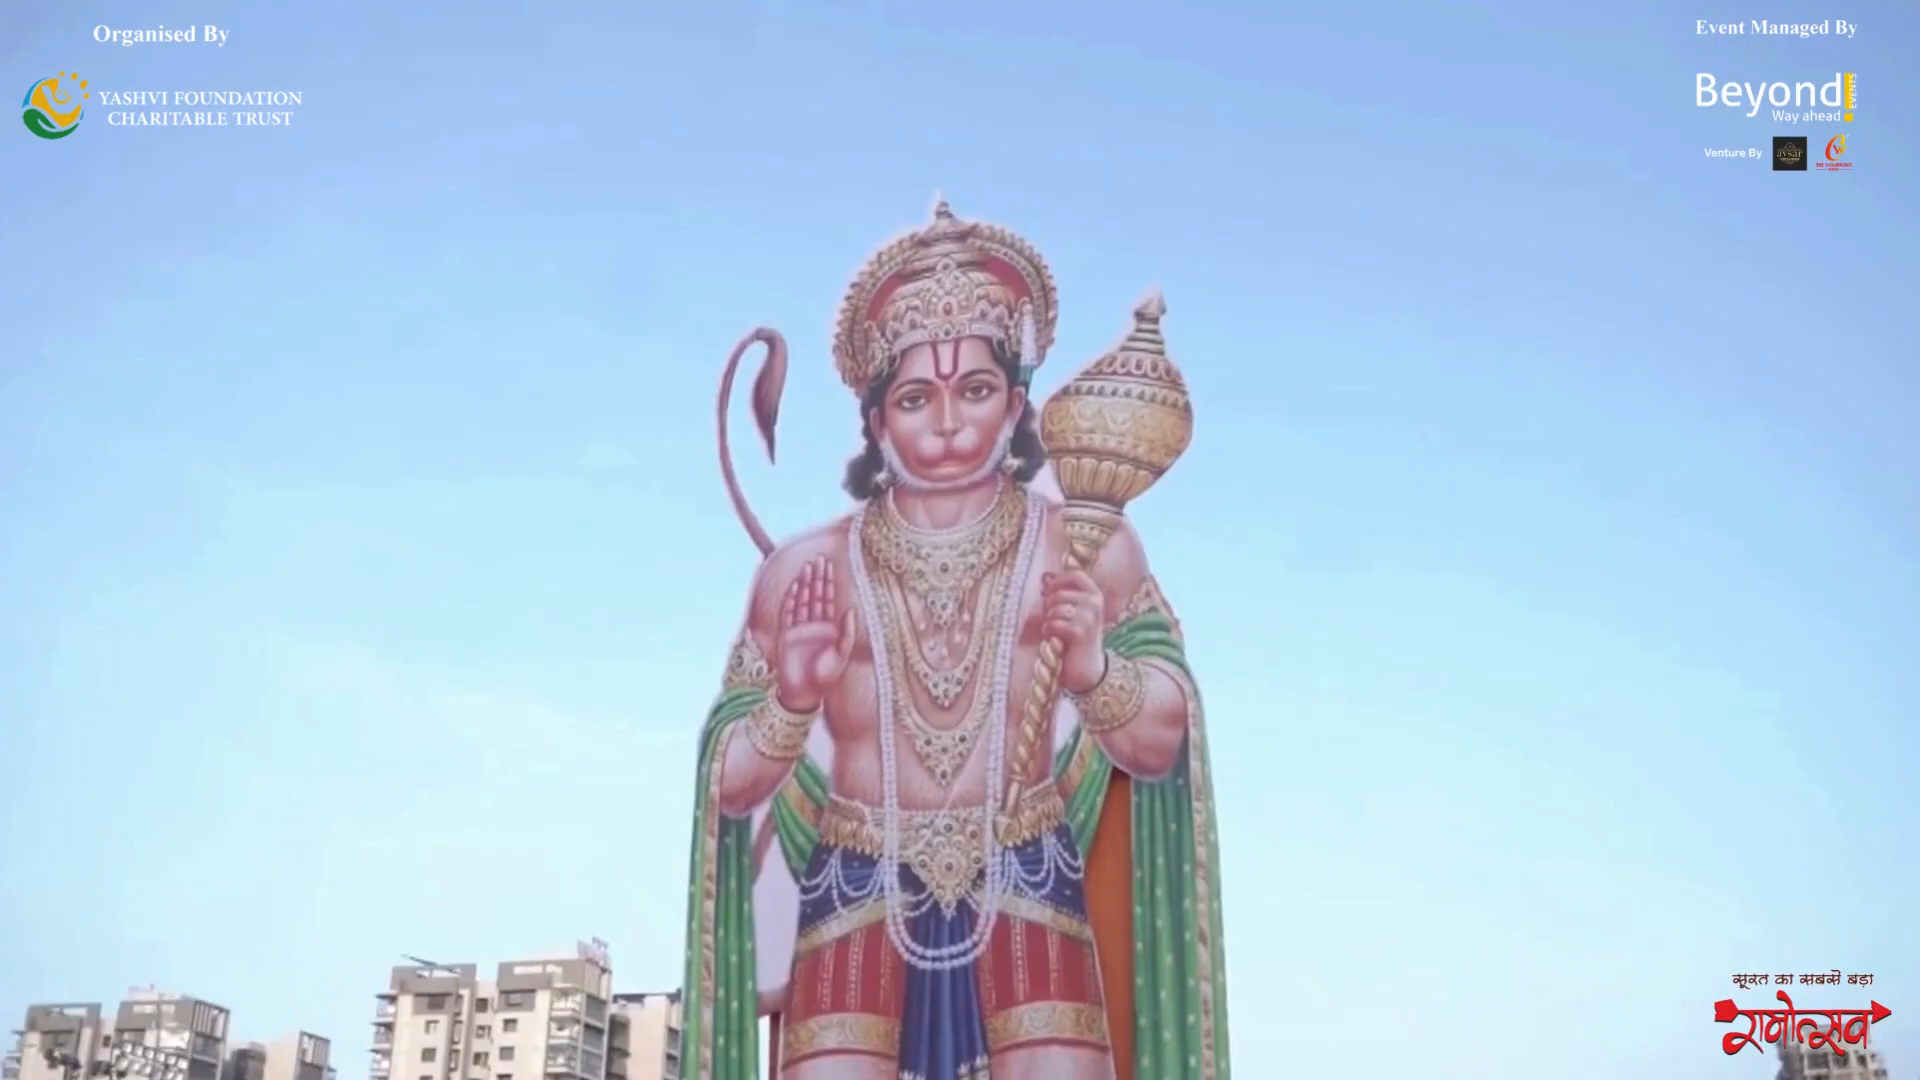 Organised By
YASHVI FOUNDATION
CHARITABLE TRUST
Event Managed By
Beyond!
EVENTS
Way ahead
Venture By
avsar
सूरत का सबसे बड़ा
रामोत्सव